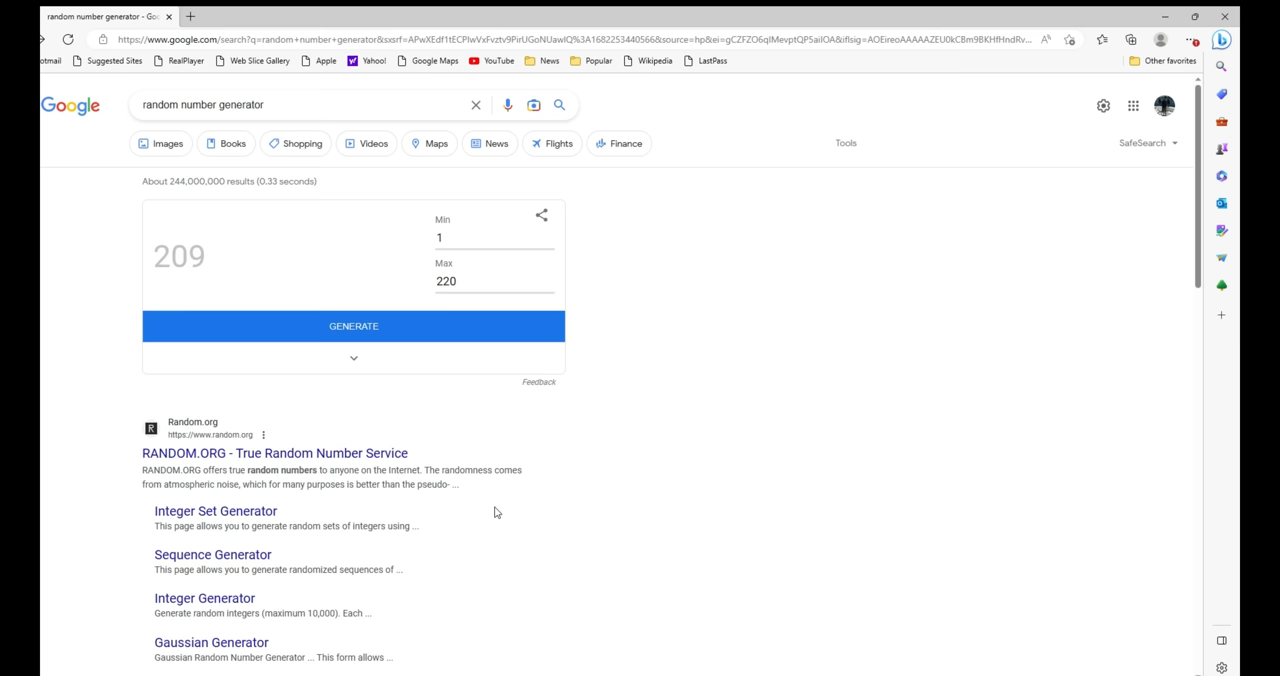 random number generator - Goo
https://www.google.com/search?q=random+number+generator&sxsrf=APwXEdf1tECPIwVxFvztv9PirUGoNUawIQ%3A1682253440566&source=hp&ei=gCZFZO6qIMevptQP5aiIOA&iflsig=AOEireoAAAAAZEU0kCBm9BKHfHndRv...
otmail Suggested Sites RealPlayer Web Slice Gallery Apple Yahoo! Google Maps YouTube News Popular Wikipedia LastPass Other favorites
Google random number generator
Images Books Shopping Videos Maps News Flights Finance Tools SafeSearch
About 244,000,000 results (0.33 seconds)
Min
1
209
Max
220
GENERATE
Feedback
Random.org
https://www.random.org
RANDOM.ORG - True Random Number Service
RANDOM.ORG offers true random numbers to anyone on the Internet. The randomness comes
from atmospheric noise, which for many purposes is better than the pseudo- ...
Integer Set Generator
This page allows you to generate random sets of integers using ...
Sequence Generator
This page allows you to generate randomized sequences of ...
Integer Generator
Generate random integers (maximum 10,000). Each ...
Gaussian Generator
Gaussian Random Number Generator ... This form allows ...